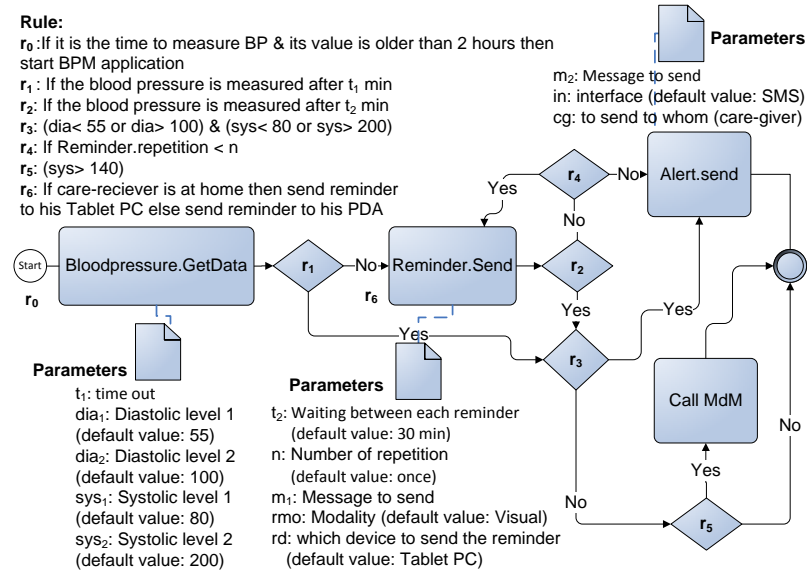 Rule:
r0 :If it is the time to measure BP & its value is older than 2 hours then
start BPM application
r1 : If the blood pressure is measured after t1 min
r2: If the blood pressure is measured after t2 min
r3: (dia< 55 or dia> 100) & (sys< 80 or sys> 200)
r4: If Reminder.repetition < n
r5: (sys> 140)
r6: If care-reciever is at home then send reminder
to his Tablet PC else send reminder to his PDA
Parameters
m2: Message to send
in: interface (default value: SMS)
cg: to send to whom (care-giver)
Yes
r4
No
Alert.send
No
Start
r0
Bloodpressure.GetData
r1
No
Reminder.Send
r6
r2
Yes
Yes
r3
Yes
Call MdM
No
Yes
No
r5
Parameters
t1: time out
dia1: Diastolic level 1
(default value: 55)
dia2: Diastolic level 2
(default value: 100)
sys1: Systolic level 1
(default value: 80)
sys2: Systolic level 2
(default value: 200)
Parameters
t2: Waiting between each reminder
(default value: 30 min)
n: Number of repetition
(default value: once)
m1: Message to send
rmo: Modality (default value: Visual)
rd: which device to send the reminder
(default value: Tablet PC)